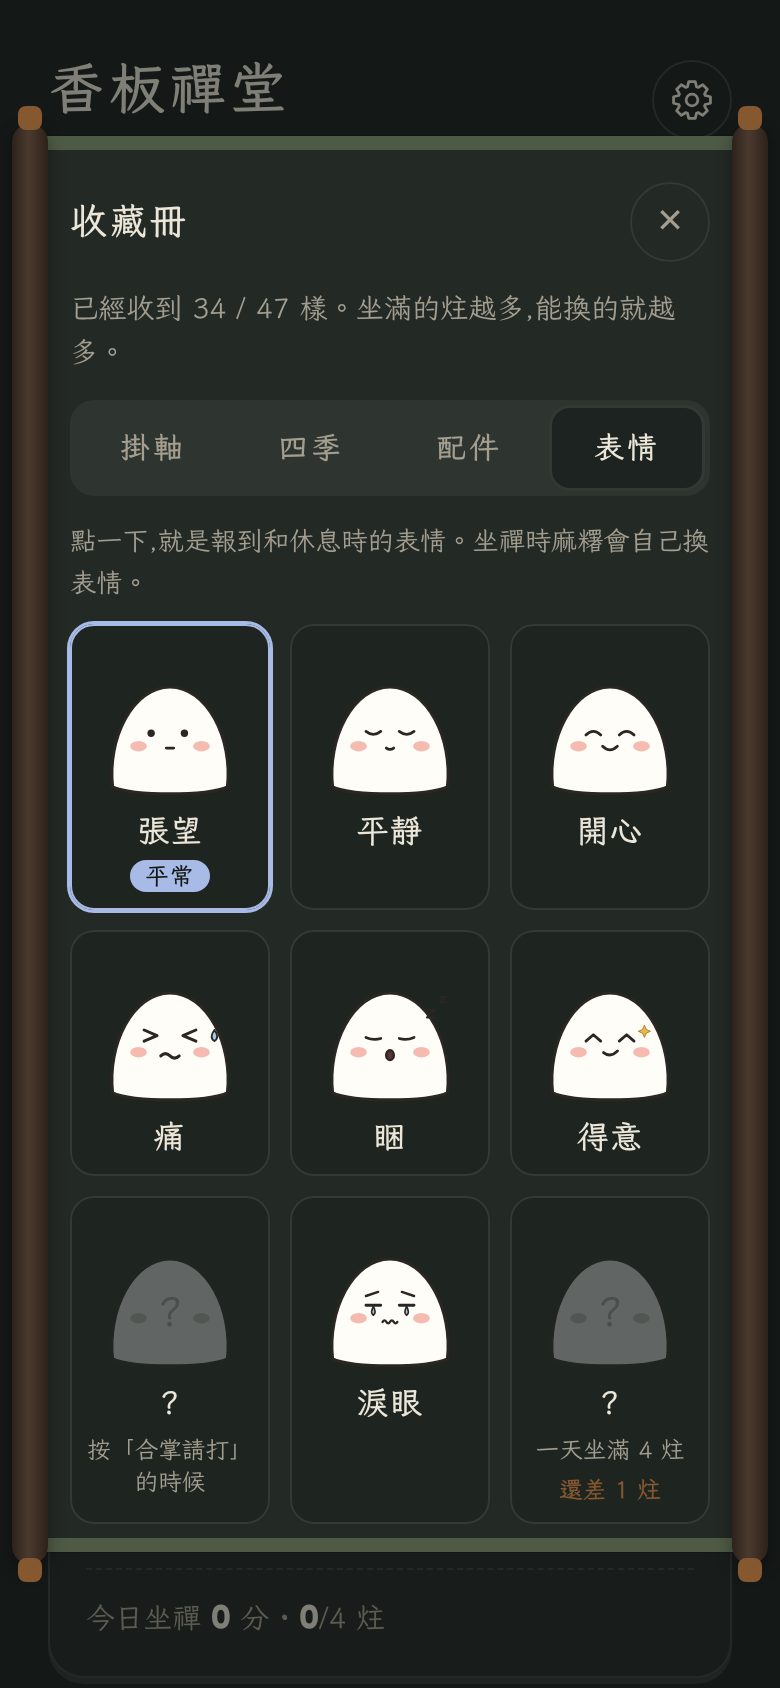 香板禪堂
收藏冊
已經收到 34 / 47 樣。坐滿的炷越多,能換的就越
多。
掛軸 四季 配件 表情
點一下,就是報到和休息時的表情。坐禪時麻糬會自己換
表情。
張望 平靜 開心
平常
痛 睏 得意
? ?
? 淚眼 ?
按「合掌請打」
的時候
一天坐滿 4 炷
還差 1 炷
今日坐禪 0 分・0/4 炷